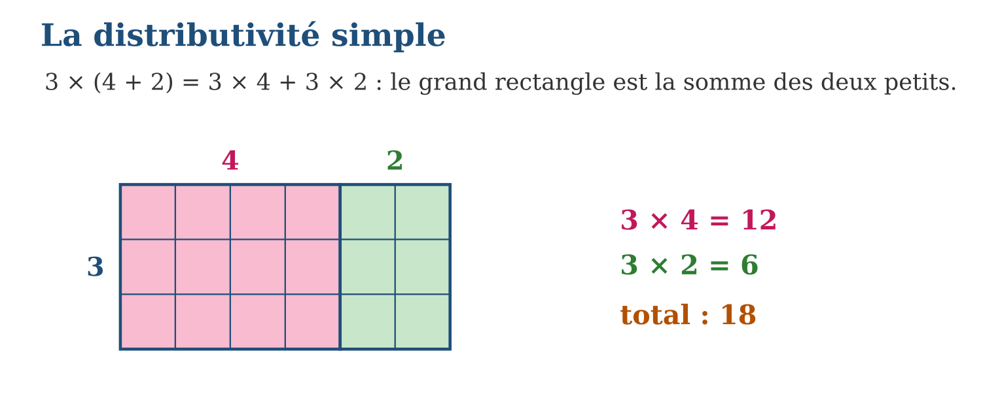 La distributivité simple
3 × (4 + 2) = 3 × 4 + 3 × 2 : le grand rectangle est la somme des deux petits.
4 2
3
3 × 4 = 12
3 × 2 = 6
total : 18